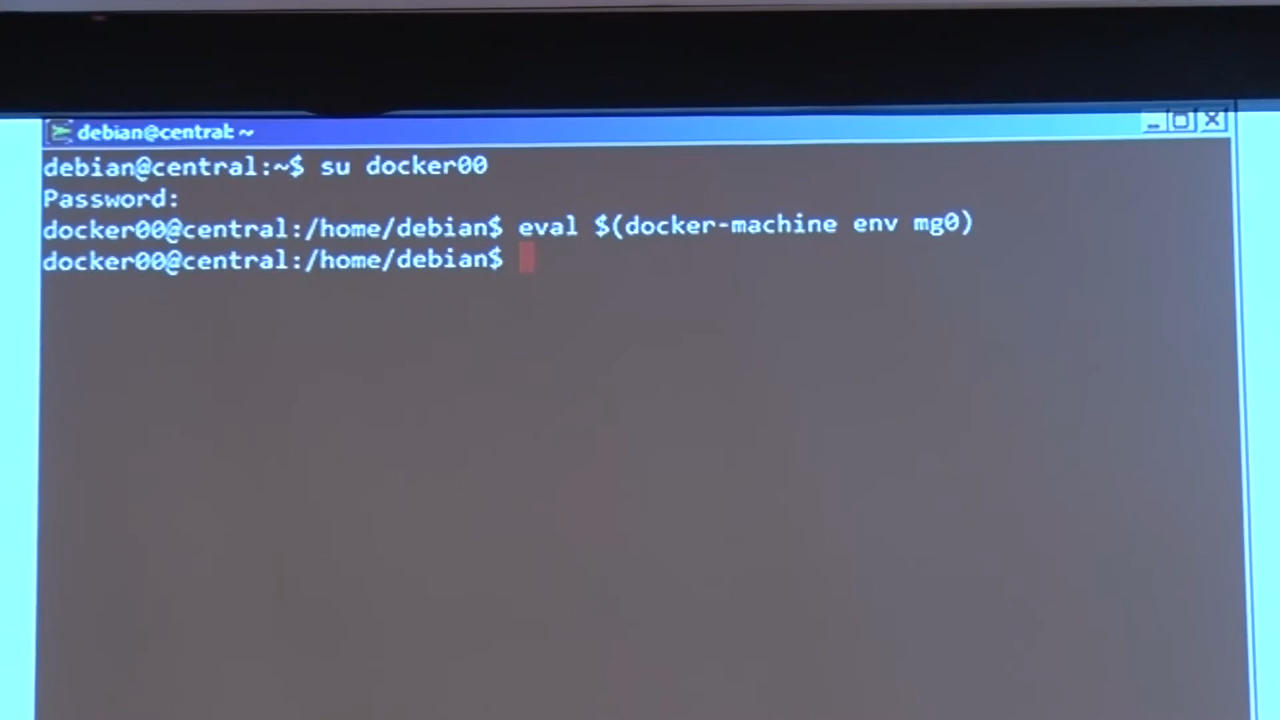 debian@central: ~
debian@central:~$ su docker00
Password:
docker00@central:/home/debian$ eval $(docker-machine env mg0)
docker00@central:/home/debian$